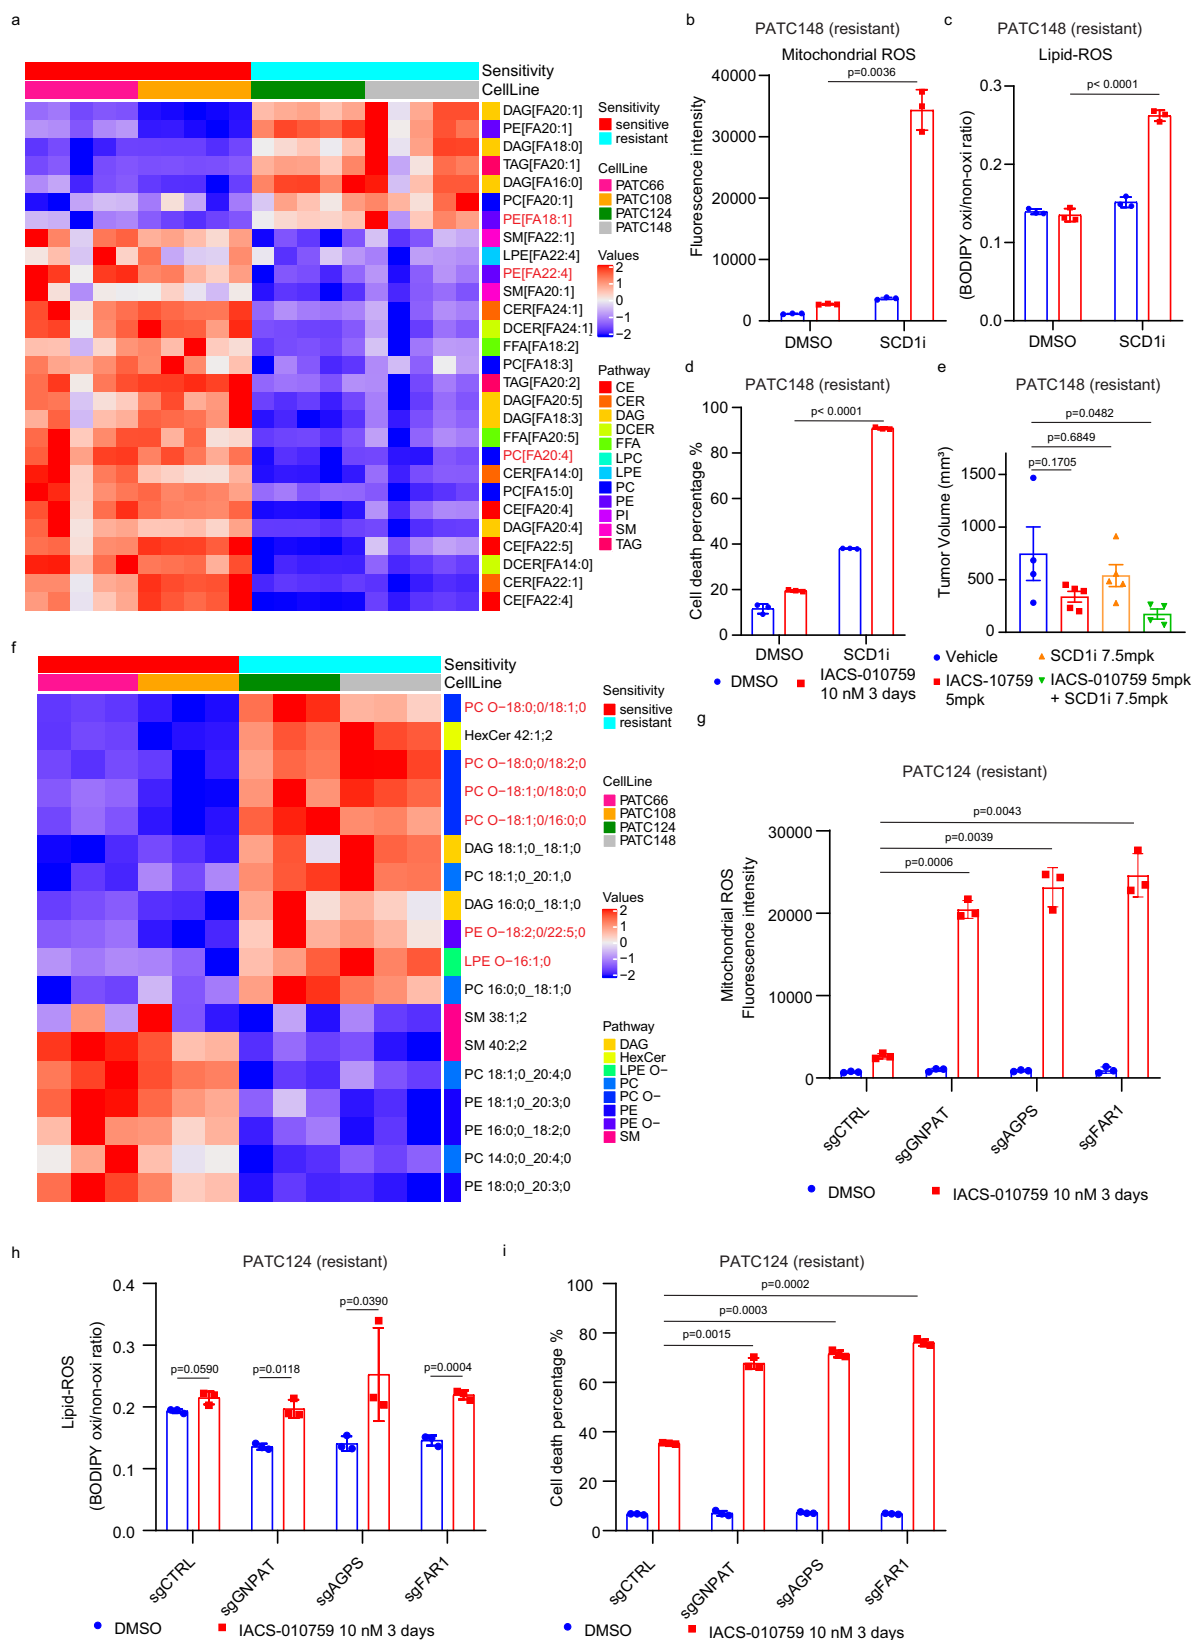 a
Sensitivity
CellLine
DAG[FA20:1]
PE[FA20:1]
DAG[FA18:0]
TAG[FA20:1]
DAG[FA16:0]
PC[FA20:1]
PE[FA18:1]
SM[FA22:1]
LPE[FA22:4]
PE[FA22:4]
SM[FA20:1]
CER[FA24:1]
DCER[FA24:1]
FFA[FA18:2]
PC[FA18:3]
TAG[FA20:2]
DAG[FA20:5]
DAG[FA18:3]
FFA[FA20:5]
PC[FA20:4]
CER[FA14:0]
PC[FA15:0]
CE[FA20:4]
DAG[FA20:4]
CE[FA22:5]
DCER[FA14:0]
CER[FA22:1]
CE[FA22:4]
Sensitivity
sensitive
resistant
CellLine
PATC66
PATC108
PATC124
PATC148
Values
2
1
0
−1
−2
Pathway
CE
CER
DAG
DCER
FFA
LPC
LPE
PC
PE
PI
SM
TAG
b
PATC148 (resistant)
Mitochondrial ROS
p=0.0036
Fluorescence intensity
40000
30000
20000
10000
0
DMSO
SCD1i
c
PATC148 (resistant)
Lipid-ROS
p< 0.0001
(BODIPY oxi/non-oxi ratio)
0.3
0.2
0.1
0.0
DMSO
SCD1i
d
PATC148 (resistant)
p< 0.0001
Cell death percentage %
100
80
60
40
20
0
DMSO
SCD1i
DMSO
IACS-010759
10 nM 3 days
e
PATC148 (resistant)
p=0.0482
p=0.6849
p=0.1705
Tumor Volume (mm³)
1500
1000
500
0
Vehicle
IACS-10759
5mpk
SCD1i 7.5mpk
IACS-010759 5mpk
+ SCD1i 7.5mpk
f
Sensitivity
CellLine
PC O−18:0;0/18:1;0
HexCer 42:1;2
PC O−18:0;0/18:2;0
PC O−18:1;0/18:0;0
PC O−18:1;0/16:0;0
DAG 18:1;0_18:1;0
PC 18:1;0_20:1;0
DAG 16:0;0_18:1;0
PE O−18:2;0/22:5;0
LPE O−16:1;0
PC 16:0;0_18:1;0
SM 38:1;2
SM 40:2;2
PC 18:1;0_20:4;0
PE 18:1;0_20:3;0
PE 16:0;0_18:2;0
PC 14:0;0_20:4;0
PE 18:0;0_20:3;0
Sensitivity
sensitive
resistant
CellLine
PATC66
PATC108
PATC124
PATC148
Values
2
1
0
−1
−2
Pathway
DAG
HexCer
LPE O−
PC
PC O−
PE
PE O−
SM
g
PATC124 (resistant)
p=0.0043
p=0.0039
p=0.0006
Mitochondrial ROS
Fluorescence intensity
30000
20000
10000
0
sgCTRL
sgGNPAT
sgAGPS
sgFAR1
DMSO
IACS-010759 10 nM 3 days
h
PATC124 (resistant)
p=0.0590
p=0.0118
p=0.0390
p=0.0004
Lipid-ROS
(BODIPY oxi/non-oxi ratio)
0.4
0.3
0.2
0.1
0.0
sgCTRL
sgGNPAT
sgAGPS
sgFAR1
DMSO
IACS-010759 10 nM 3 days
i
PATC124 (resistant)
p=0.0002
p=0.0003
p=0.0015
Cell death percentage %
100
80
60
40
20
0
sgCTRL
sgGNPAT
sgAGPS
sgFAR1
DMSO
IACS-010759 10 nM 3 days